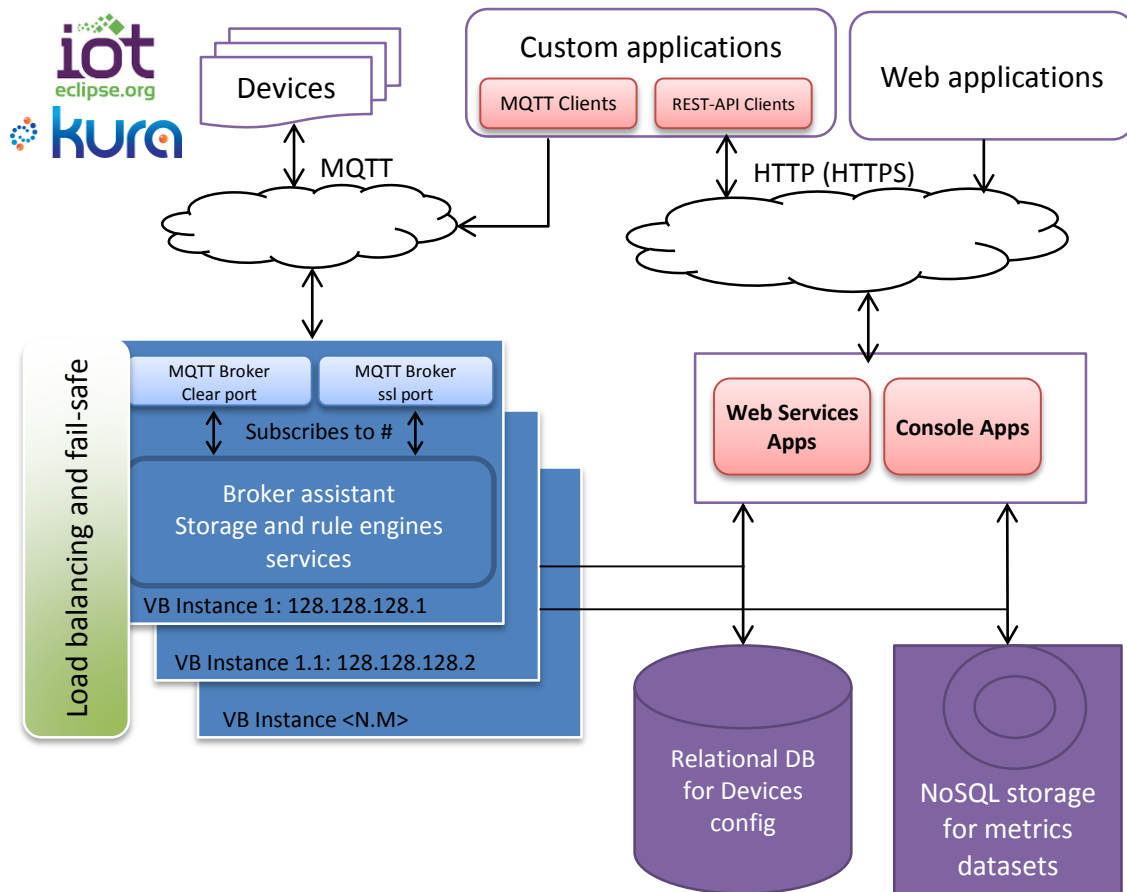 iot
eclipse.org
kura
Devices
Custom applications
MQTT Clients
REST-API Clients
Web applications
MQTT
HTTP (HTTPS)
Load balancing and fail-safe
MQTT Broker
Clear port
MQTT Broker
ssl port
Subscribes to #
Broker assistant
Storage and rule engines
services
VB Instance 1: 128.128.128.1
VB Instance 1.1: 128.128.128.2
VB Instance <N.M>
Web Services
Apps
Console Apps
Relational DB
for Devices
config
NoSQL storage
for metrics
datasets